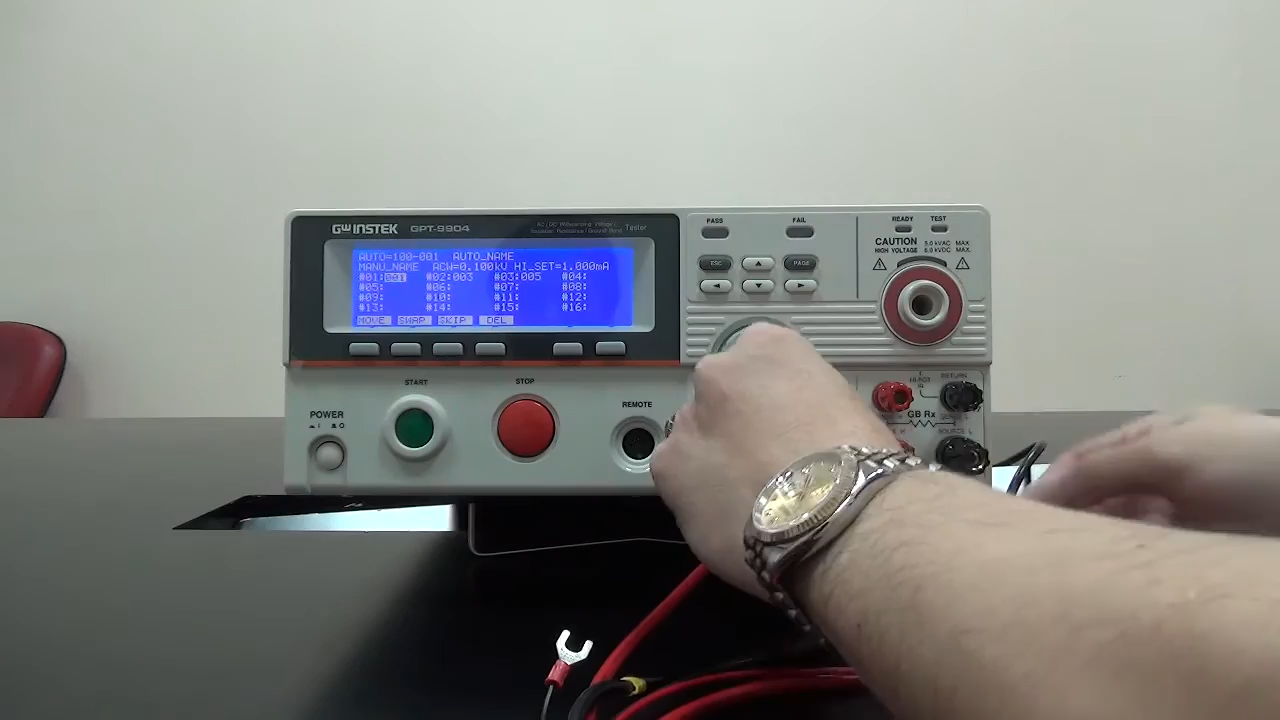 GW INSTEK GPT-9904
Tester
AUTO=100-001 AUTO_NAME
MANU_NAME ACW=0.100kV HI_SET=1.000mA
#01:001 #02:003 #03:005 #04:
#05: #06: #07: #08:
#09: #10: #11: #12:
#13: #14: #15: #16:
MOVE SWAP SKIP DEL
PASS FAIL
ESC PAGE
READY TEST
CAUTION
HIGH VOLTAGE
5.0 kVAC MAX.
6.0 kVDC MAX.
POWER
START
STOP
REMOTE
RETURN
GB Rx